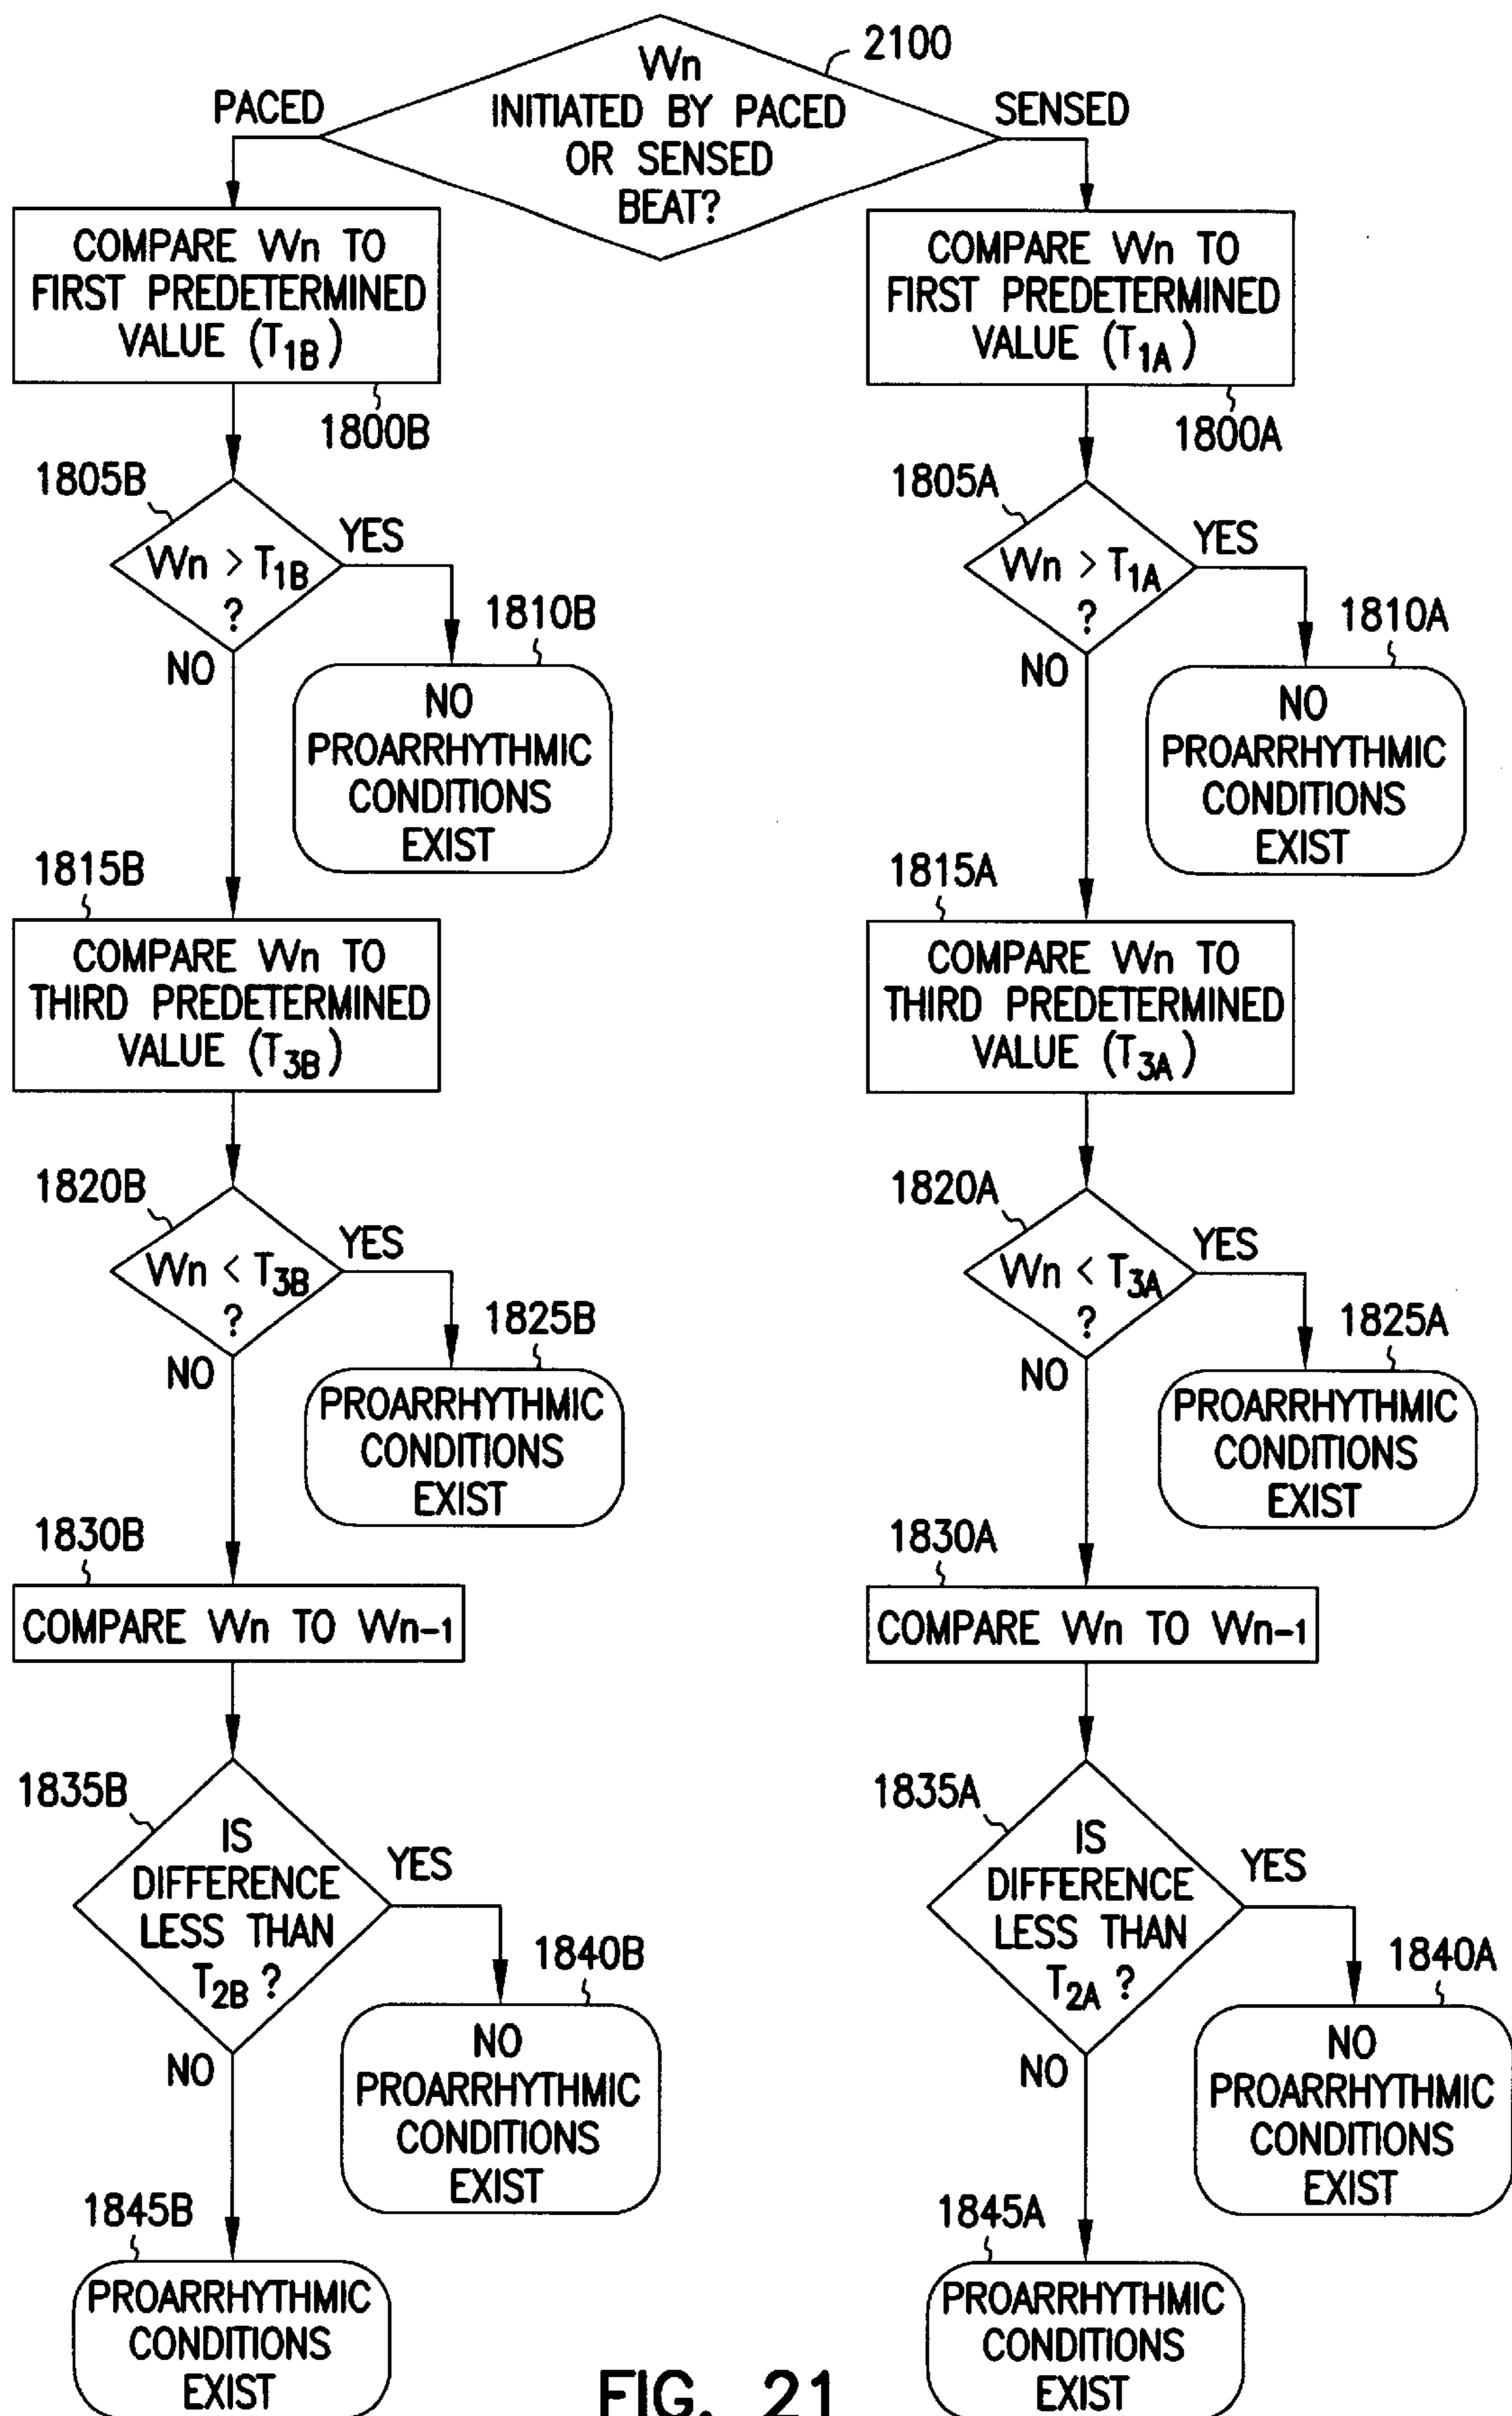 2100
Wn
INITIATED BY PACED
OR SENSED
BEAT?
PACED
SENSED
COMPARE Wn TO
FIRST PREDETERMINED
VALUE (T1B)
1800B
1805B
Wn > T1B
?
YES
NO
1810B
NO
PROARRHYTHMIC
CONDITIONS
EXIST
1815B
COMPARE Wn TO
THIRD PREDETERMINED
VALUE (T3B)
1820B
Wn < T3B
?
YES
NO
1825B
PROARRHYTHMIC
CONDITIONS
EXIST
1830B
COMPARE Wn TO Wn-1
1835B
IS
DIFFERENCE
LESS THAN
T2B ?
YES
NO
1840B
NO
PROARRHYTHMIC
CONDITIONS
EXIST
1845B
PROARRHYTHMIC
CONDITIONS
EXIST
COMPARE Wn TO
FIRST PREDETERMINED
VALUE (T1A)
1800A
1805A
Wn > T1A
?
YES
NO
1810A
NO
PROARRHYTHMIC
CONDITIONS
EXIST
1815A
COMPARE Wn TO
THIRD PREDETERMINED
VALUE (T3A)
1820A
Wn < T3A
?
YES
NO
1825A
PROARRHYTHMIC
CONDITIONS
EXIST
1830A
COMPARE Wn TO Wn-1
1835A
IS
DIFFERENCE
LESS THAN
T2A ?
YES
NO
1840A
NO
PROARRHYTHMIC
CONDITIONS
EXIST
1845A
PROARRHYTHMIC
CONDITIONS
EXIST
FIG. 21